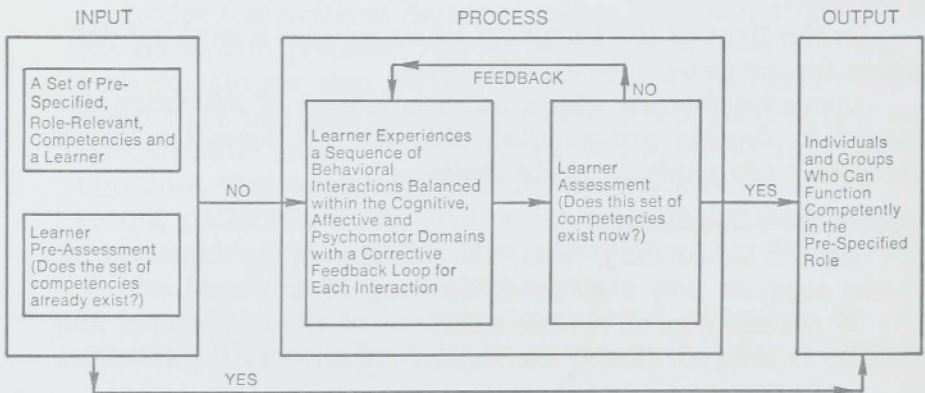 INPUT
PROCESS
OUTPUT
A Set of Pre-
Specified,
Role-Relevant,
Competencies and
a Learner
Learner
Pre-Assessment
(Does the set of
competencies
already exist?)
NO
FEEDBACK
NO
Learner Experiences
a Sequence of
Behavioral
Interactions Balanced
within the Cognitive,
Affective and
Psychomotor Domains
with a Corrective
Feedback Loop for
Each Interaction
Learner
Assessment
(Does this set of
competencies
exist now?)
YES
Individuals
and Groups
Who Can
Function
Competently
in the
Pre-Specified
Role
YES